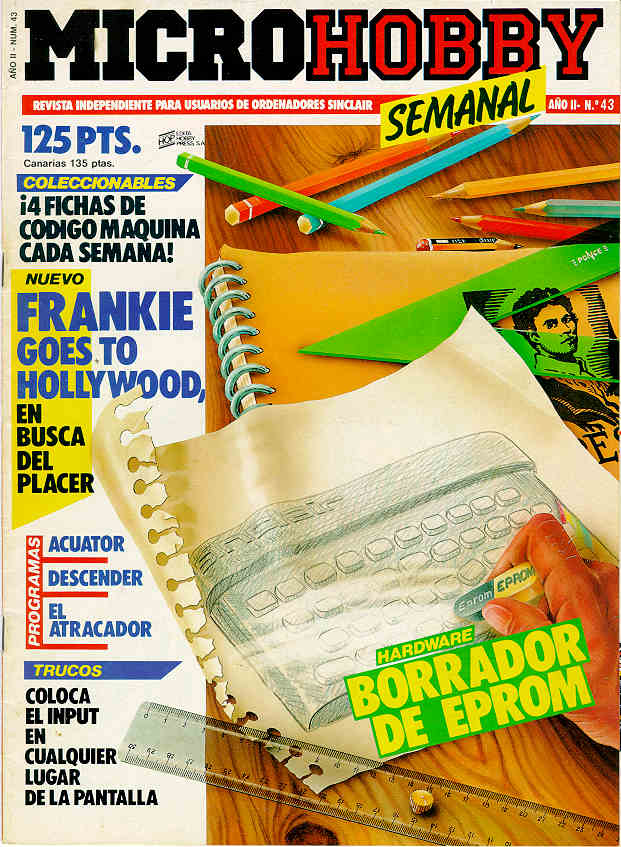 AÑO II - NUM. 43
MICROHOBBY
REVISTA INDEPENDIENTE PARA USUARIOS DE ORDENADORES SINCLAIR
SEMANAL
AÑO II- N.º 43
125 PTS.
Canarias 135 ptas.
HOP
EDITA
HOBBY
PRESS, S.A.
COLECCIONABLES
¡4 FICHAS DE
CODIGO MAQUINA
CADA SEMANA!
NUEVO
FRANKIE
GOES TO
HOLLYWOOD,
EN
BUSCA
DEL
PLACER
PROGRAMAS
ACUATOR
DESCENDER
EL
ATRACADOR
TRUCOS
COLOCA
EL INPUT
EN
CUALQUIER
LUGAR
DE LA PANTALLA
PONCE
Eprom EPROM
HARDWARE
BORRADOR
DE EPROM